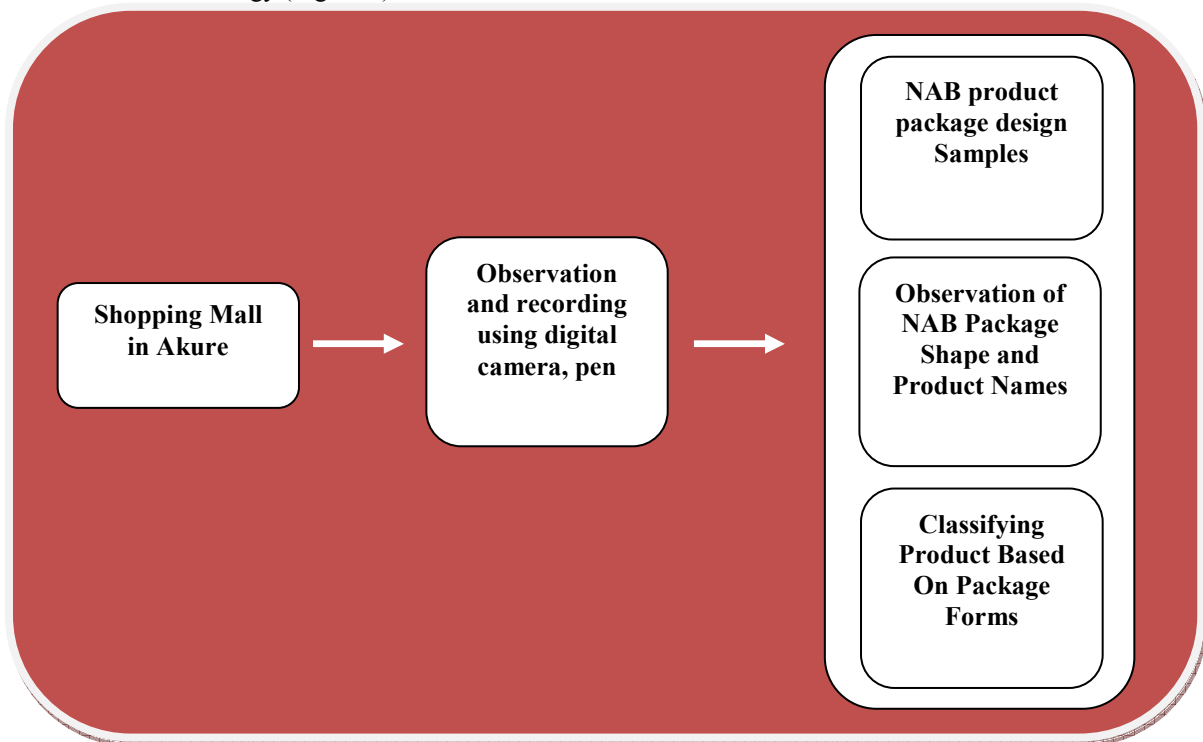 Shopping Mall
in Akure
Observation
and recording
using digital
camera, pen
NAB product
package design
Samples
Observation of
NAB Package
Shape and
Product Names
Classifying
Product Based
On Package
Forms